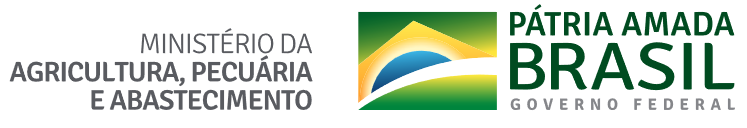 MINISTÉRIO DA
AGRICULTURA, PECUÁRIA
E ABASTECIMENTO
PÁTRIA AMADA
BRASIL
GOVERNO FEDERAL